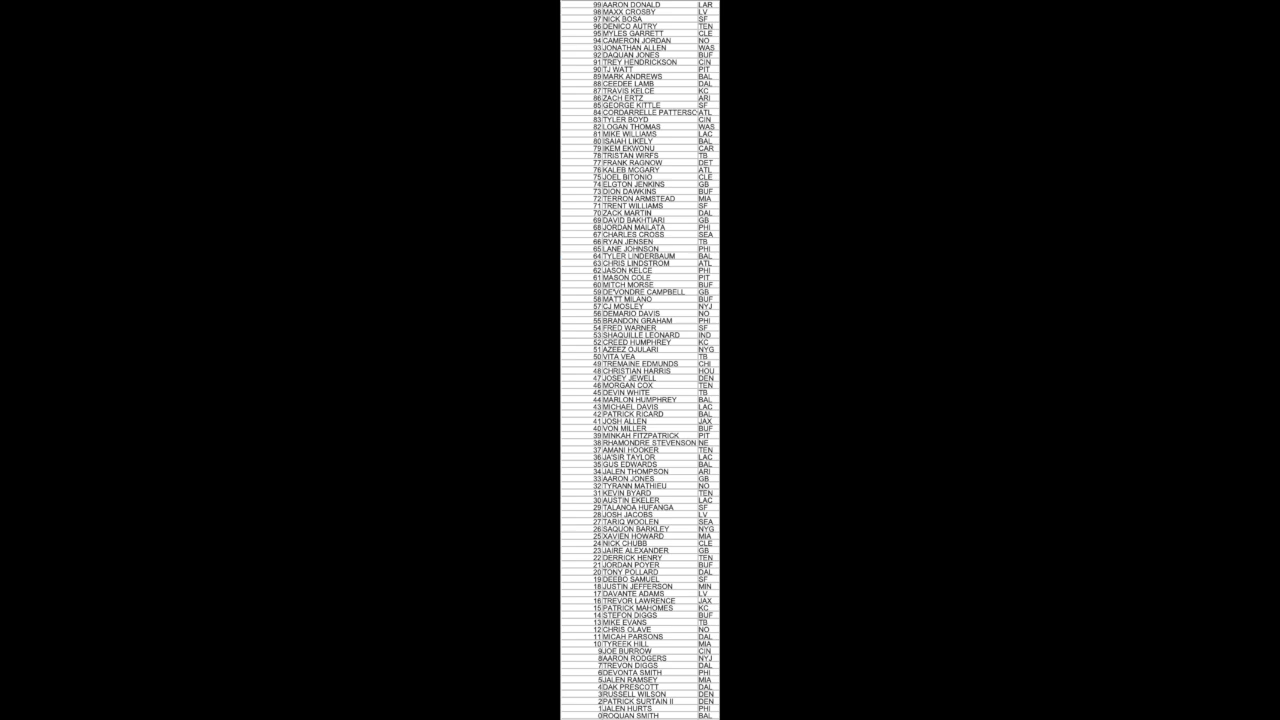 99 AARON DONALD LAR
98 MAXX CROSBY LV
97 NICK BOSA SF
96 DENICO AUTRY TEN
95 MYLES GARRETT CLE
94 CAMERON JORDAN NO
93 JONATHAN ALLEN WAS
92 DAQUAN JONES BUF
91 TREY HENDRICKSON CIN
90 TJ WATT PIT
89 MARK ANDREWS BAL
88 CEEDEE LAMB DAL
87 TRAVIS KELCE KC
86 ZACH ERTZ ARI
85 GEORGE KITTLE SF
84 CORDARRELLE PATTERSO ATL
83 TYLER BOYD CIN
82 LOGAN THOMAS WAS
81 MIKE WILLIAMS LAC
80 ISAIAH LIKELY BAL
79 IKEM EKWONU CAR
78 TRISTAN WIRFS TB
77 FRANK RAGNOW DET
76 KALEB MCGARY ATL
75 JOEL BITONIO CLE
74 ELGTON JENKINS GB
73 DION DAWKINS BUF
72 TERRON ARMSTEAD MIA
71 TRENT WILLIAMS SF
70 ZACK MARTIN DAL
69 DAVID BAKHTIARI GB
68 JORDAN MAILATA PHI
67 CHARLES CROSS SEA
66 RYAN JENSEN TB
65 LANE JOHNSON PHI
64 TYLER LINDERBAUM BAL
63 CHRIS LINDSTROM ATL
62 JASON KELCE PHI
61 MASON COLE PIT
60 MITCH MORSE BUF
59 DE'VONDRE CAMPBELL GB
58 MATT MILANO BUF
57 CJ MOSLEY NYJ
56 DEMARIO DAVIS NO
55 BRANDON GRAHAM PHI
54 FRED WARNER SF
53 SHAQUILLE LEONARD IND
52 CREED HUMPHREY KC
51 AZEEZ OJULARI NYG
50 VITA VEA TB
49 TREMAINE EDMUNDS CHI
48 CHRISTIAN HARRIS HOU
47 JOSEY JEWELL DEN
46 MORGAN COX TEN
45 DEVIN WHITE TB
44 MARLON HUMPHREY BAL
43 MICHAEL DAVIS LAC
42 PATRICK RICARD BAL
41 JOSH ALLEN JAX
40 VON MILLER BUF
39 MINKAH FITZPATRICK PIT
38 RHAMONDRE STEVENSON NE
37 AMANI HOOKER TEN
36 JA'SIR TAYLOR LAC
35 GUS EDWARDS BAL
34 JALEN THOMPSON ARI
33 AARON JONES GB
32 TYRANN MATHIEU NO
31 KEVIN BYARD TEN
30 AUSTIN EKELER LAC
29 TALANOA HUFANGA SF
28 JOSH JACOBS LV
27 TARIQ WOOLEN SEA
26 SAQUON BARKLEY NYG
25 XAVIEN HOWARD MIA
24 NICK CHUBB CLE
23 JAIRE ALEXANDER GB
22 DERRICK HENRY TEN
21 JORDAN POYER BUF
20 TONY POLLARD DAL
19 DEEBO SAMUEL SF
18 JUSTIN JEFFERSON MIN
17 DAVANTE ADAMS LV
16 TREVOR LAWRENCE JAX
15 PATRICK MAHOMES KC
14 STEFON DIGGS BUF
13 MIKE EVANS TB
12 CHRIS OLAVE NO
11 MICAH PARSONS DAL
10 TYREEK HILL MIA
9 JOE BURROW CIN
8 AARON RODGERS NYJ
7 TREVON DIGGS DAL
6 DEVONTA SMITH PHI
5 JALEN RAMSEY MIA
4 DAK PRESCOTT DAL
3 RUSSELL WILSON DEN
2 PATRICK SURTAIN II DEN
1 JALEN HURTS PHI
0 ROQUAN SMITH BAL